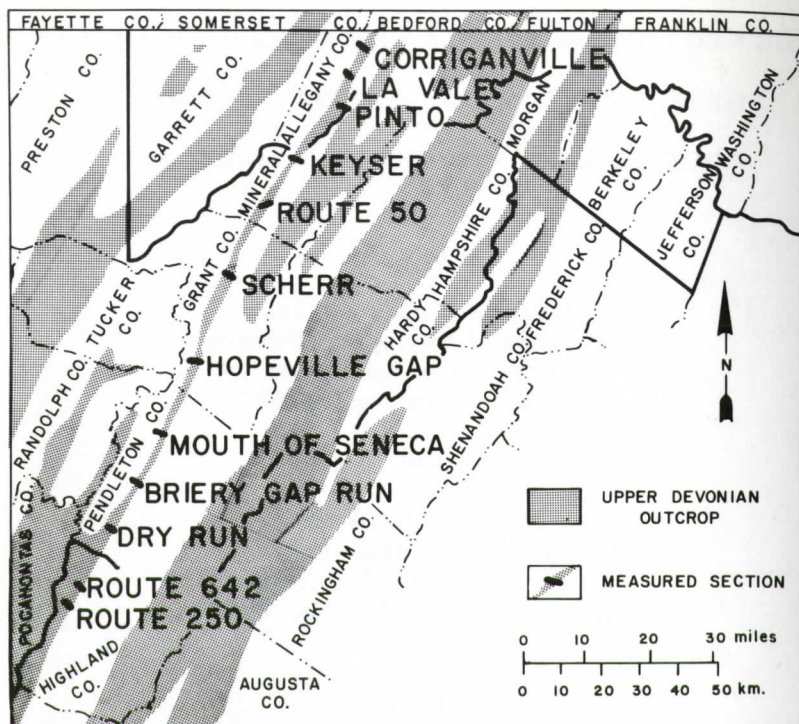 FAYETTE CO. SOMERSET CO. BEDFORD CO. FULTON FRANKLIN CO.
PRESTON CO.
GARRETT CO.
ALLEGANY CO.
CORRIGANVILLE
LA VALE
PINTO
MORGAN
WASHINGTON CO.
BERKELEY CO.
JEFFERSON CO.
MINERAL
KEYSER
ROUTE 50
GRANT CO.
HAMPSHIRE CO.
FREDERICK CO.
TUCKER CO.
SCHERR
HARDY CO.
N
RANDOLPH CO.
HOPEVILLE GAP
SHENANDOAH CO.
PENDLETON CO.
MOUTH OF SENECA
BRIERY GAP RUN
DRY RUN
POCAHONTAS CO.
ROUTE 642
ROUTE 250
ROCKINGHAM CO.
HIGHLAND CO.
AUGUSTA CO.
UPPER DEVONIAN
OUTCROP
MEASURED SECTION
0 10 20 30 miles
0 10 20 30 40 50 km.